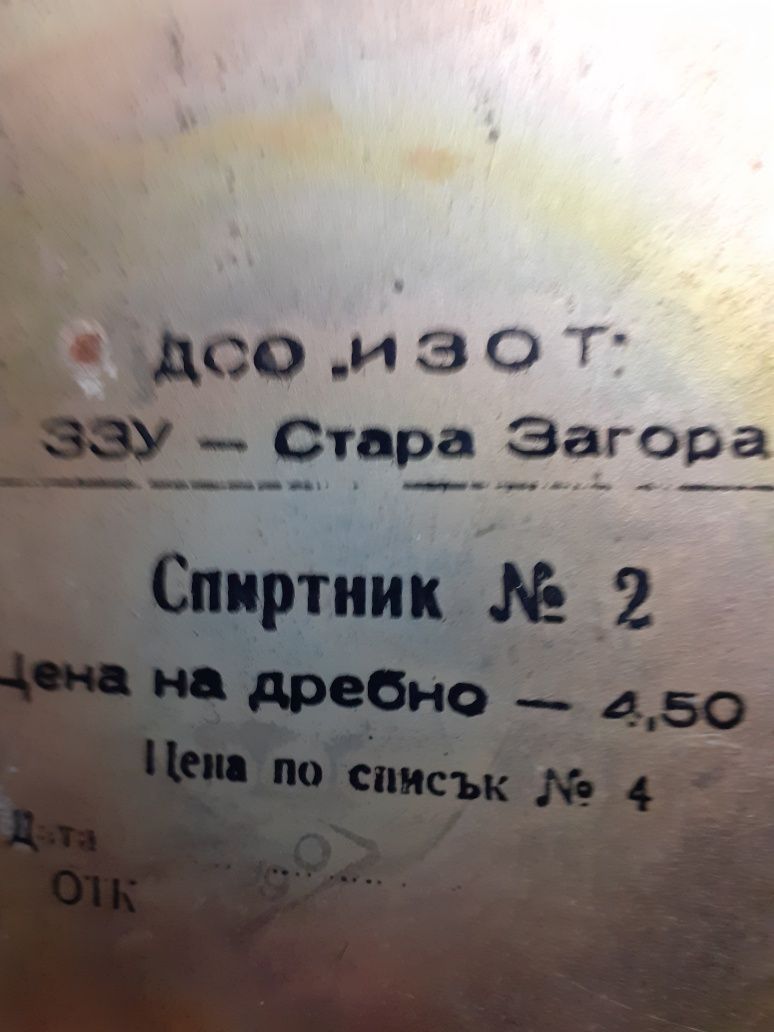 ДСО „ИЗОТ"
ЗЗУ — Стара Загора
Спиртник № 2
Цена на дребно — 4,50
Цена по списък № 4
Дата
ОТК